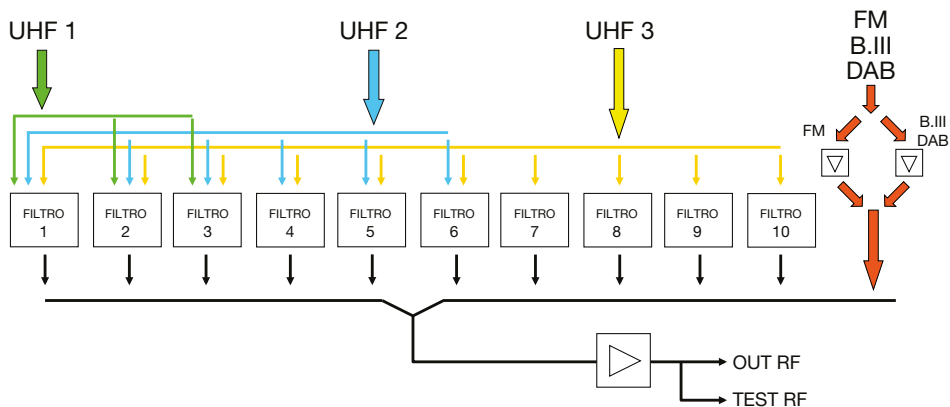 UHF 1
UHF 2
UHF 3
FM
B.III
DAB
FM
B.III
DAB
FILTRO
1
FILTRO
2
FILTRO
3
FILTRO
4
FILTRO
5
FILTRO
6
FILTRO
7
FILTRO
8
FILTRO
9
FILTRO
10
OUT RF
TEST RF